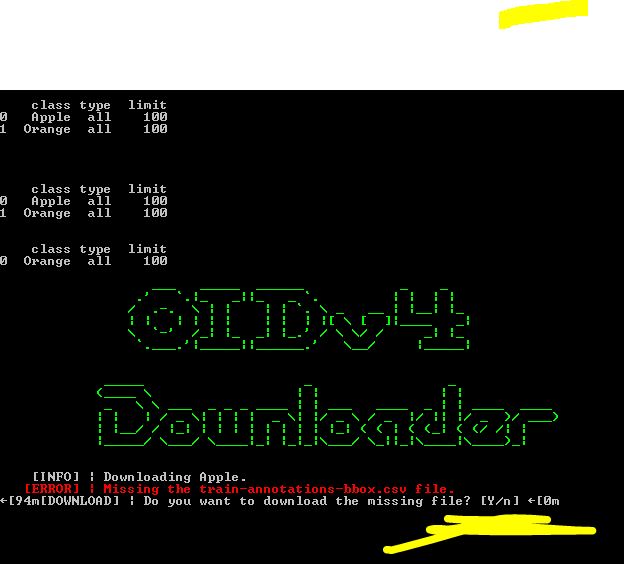 class type limit
0 Apple all 100
1 Orange all 100
class type limit
0 Apple all 100
1 Orange all 100
class type limit
0 Orange all 100
OIDv4
Downloader
[INFO] | Downloading Apple.
[ERROR] | Missing the train-annotations-bbox.csv file.
←[94m[DOWNLOAD] | Do you want to download the missing file? [Y/n] ←[0m